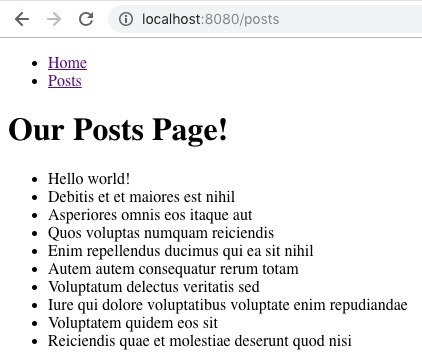 localhost:8080/posts
Home
Posts
Our Posts Page!
Hello world!
Debitis et et maiores est nihil
Asperiores omnis eos itaque aut
Quos voluptas numquam reiciendis
Enim repellendus ducimus qui ea sit nihil
Autem autem consequatur rerum totam
Voluptatum delectus veritatis sed
Iure qui dolore voluptatibus voluptate enim repudiandae
Voluptatem quidem eos sit
Reiciendis quae et molestiae deserunt quod nisi